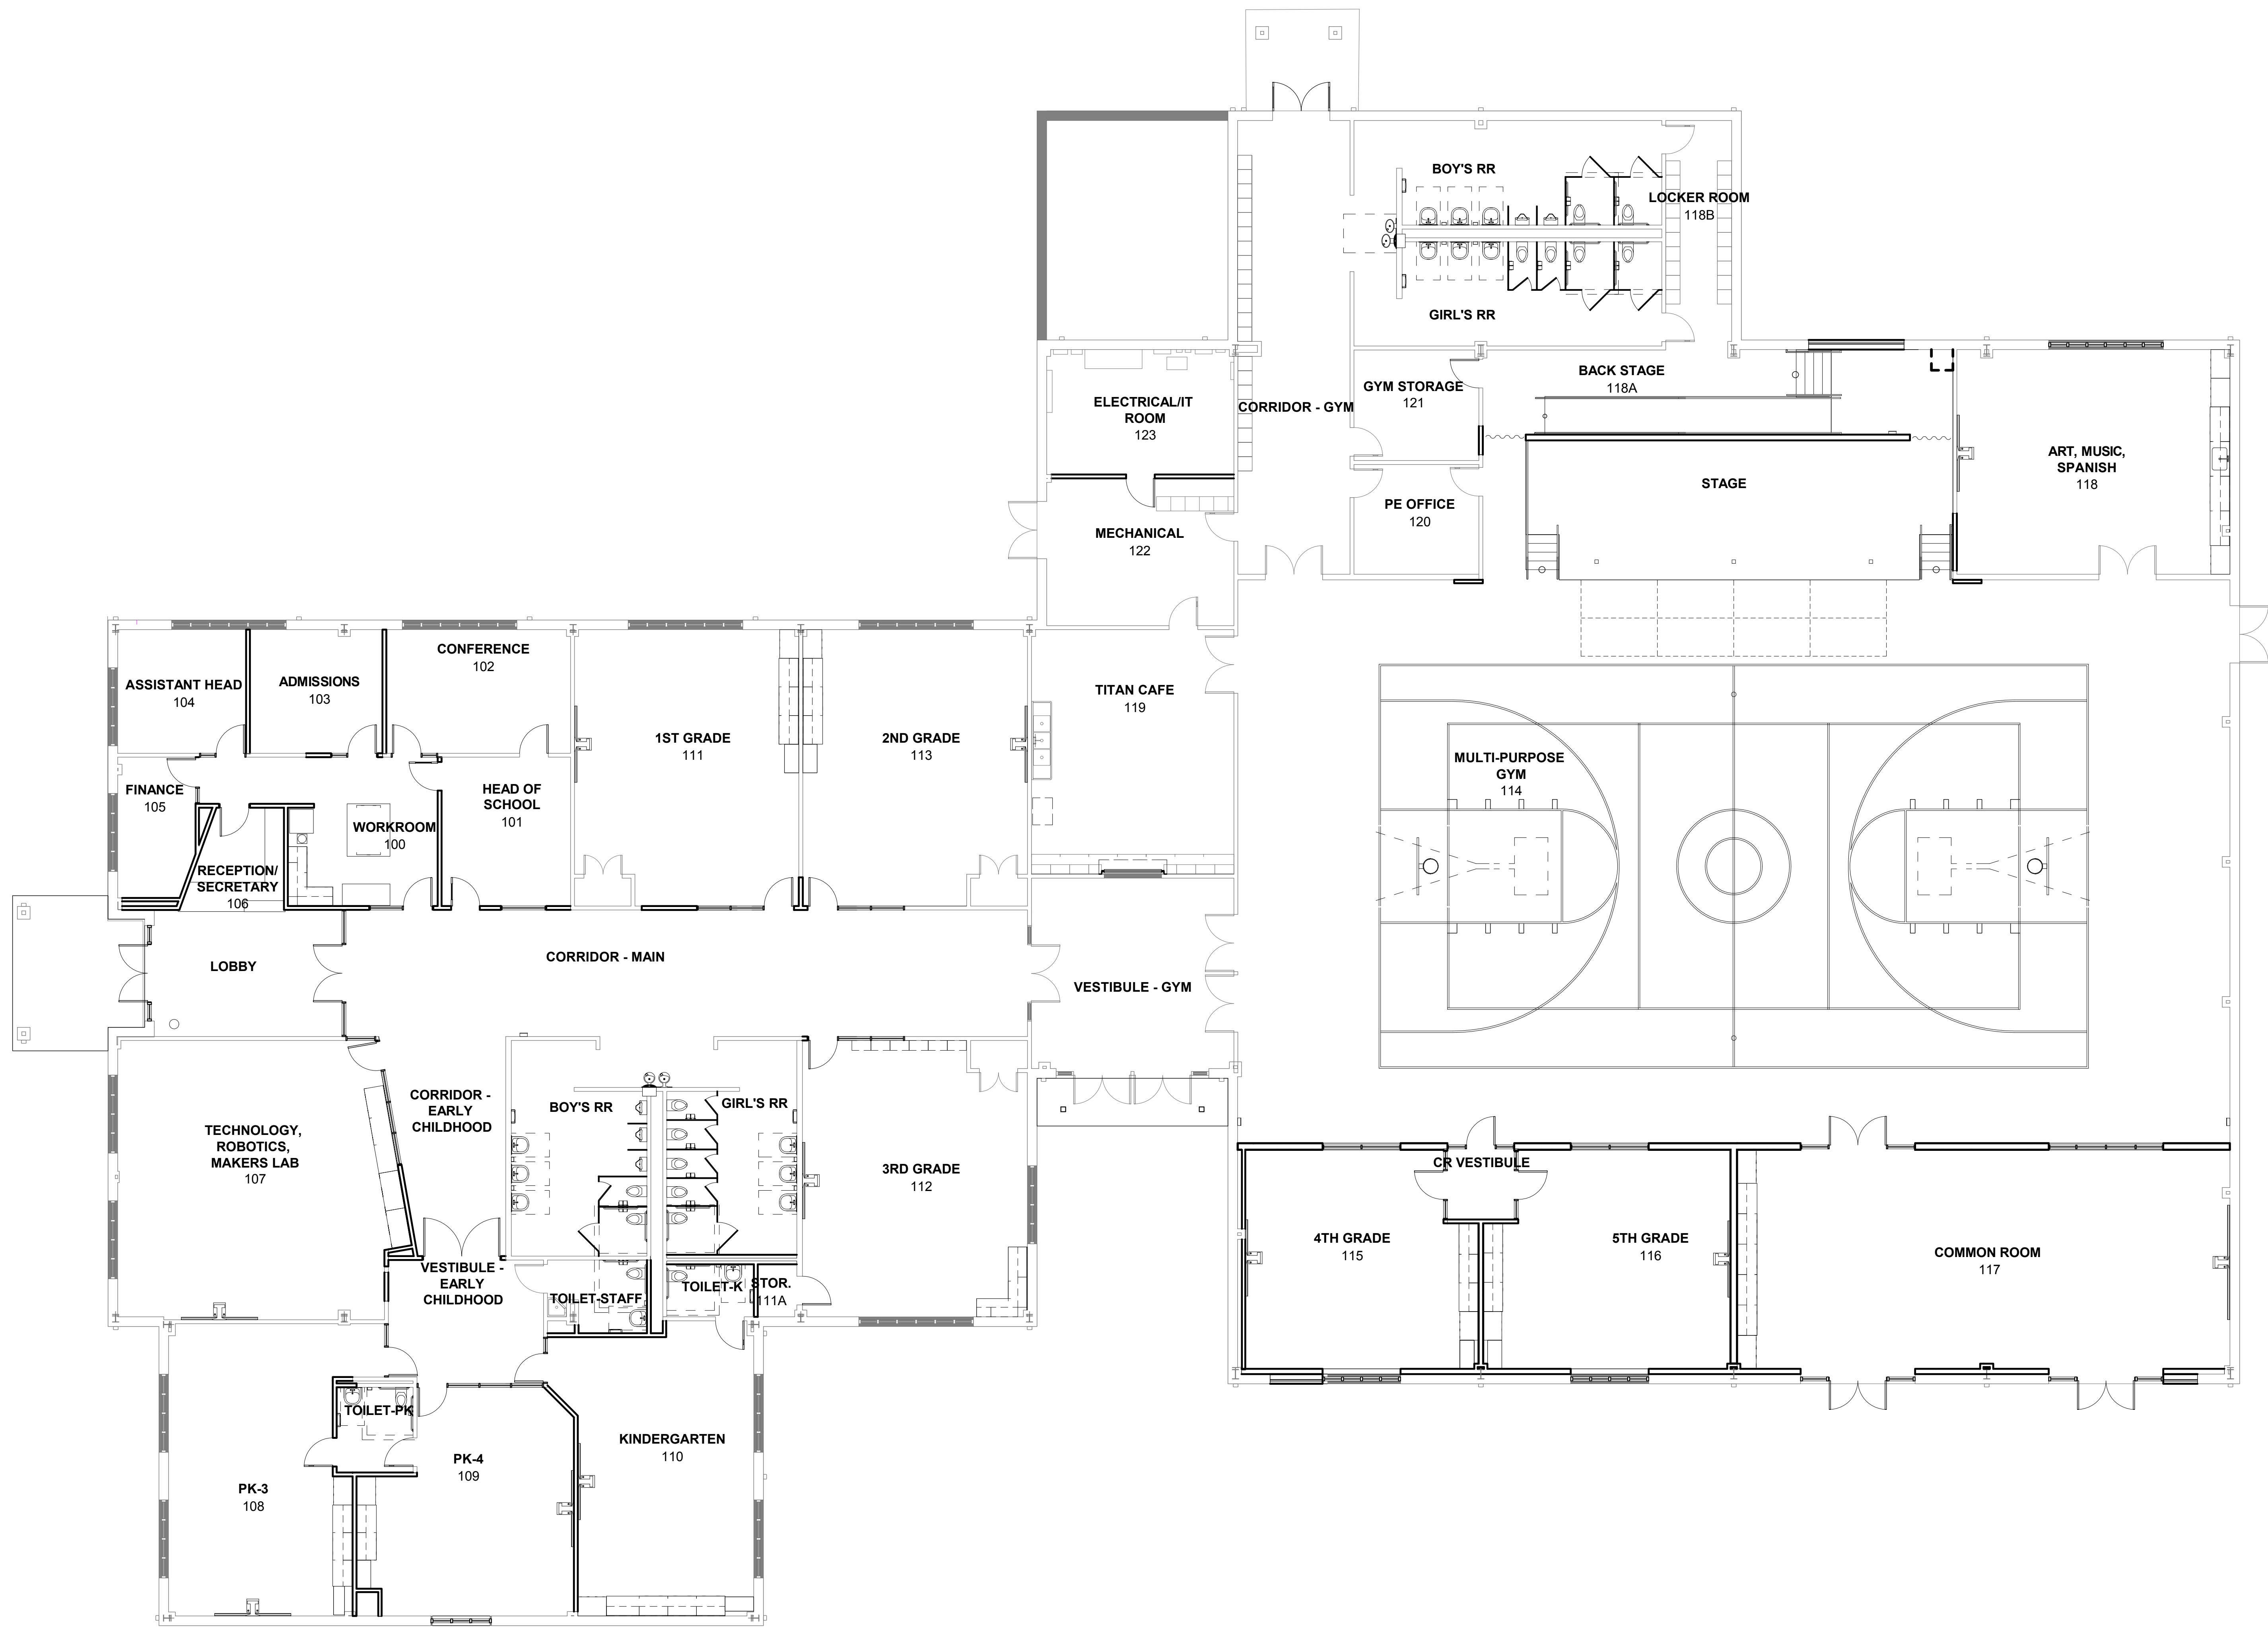 BOY'S RR
LOCKER ROOM
118B
GIRL'S RR
BACK STAGE
118A
GYM STORAGE
121
ELECTRICAL/IT
ROOM
123
CORRIDOR - GYM
ART, MUSIC,
SPANISH
118
STAGE
PE OFFICE
120
MECHANICAL
122
CONFERENCE
102
ASSISTANT HEAD
104
ADMISSIONS
103
TITAN CAFE
119
1ST GRADE
111
2ND GRADE
113
MULTI-PURPOSE
GYM
114
FINANCE
105
HEAD OF
SCHOOL
101
WORKROOM
100
RECEPTION/
SECRETARY
106
LOBBY
CORRIDOR - MAIN
VESTIBULE - GYM
CORRIDOR -
EARLY
CHILDHOOD
BOY'S RR
GIRL'S RR
TECHNOLOGY,
ROBOTICS,
MAKERS LAB
107
3RD GRADE
112
CR VESTIBULE
4TH GRADE
115
5TH GRADE
116
COMMON ROOM
117
VESTIBULE -
EARLY
CHILDHOOD
TOILET-STAFF
TOILET-K
STOR.
111A
TOILET-PK
KINDERGARTEN
110
PK-4
109
PK-3
108